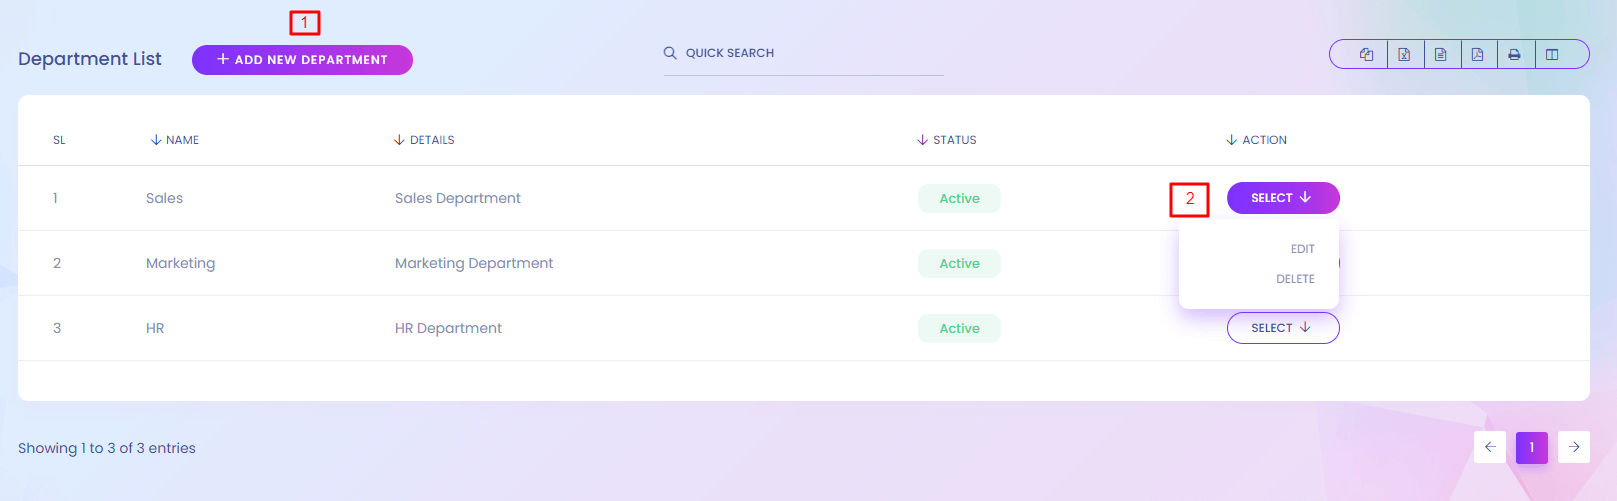 1
Department List
ADD NEW DEPARTMENT
QUICK SEARCH
SL NAME DETAILS STATUS ACTION
1 Sales Sales Department Active 2 SELECT
EDIT
2 Marketing Marketing Department Active
DELETE
3 HR HR Department Active SELECT
Showing 1 to 3 of 3 entries
1